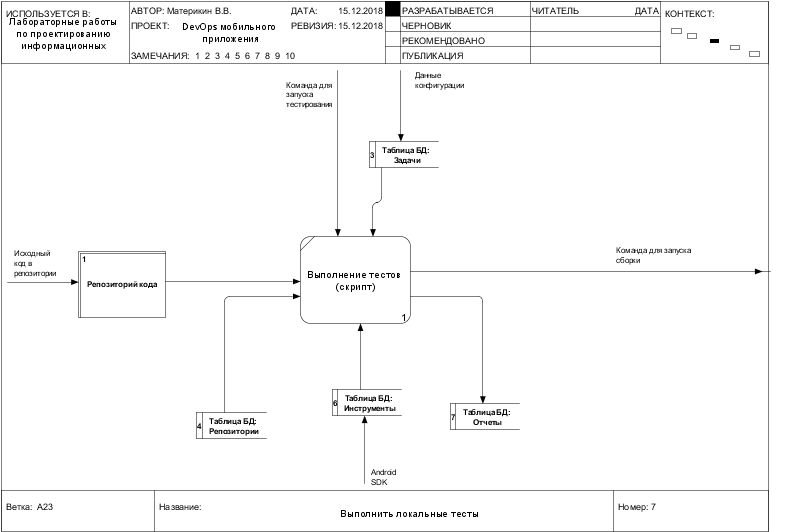 ИСПОЛЬЗУЕТСЯ В:
Лабораторные работы
по проектированию
информационных
АВТОР: Материкин В.В.
ДАТА: 15.12.2018
ПРОЕКТ: DevOps мобильного
приложения
РЕВИЗИЯ: 15.12.2018
ЗАМЕЧАНИЯ: 1 2 3 4 5 6 7 8 9 10
РАЗРАБАТЫВАЕТСЯ
ЧЕРНОВИК
РЕКОМЕНДОВАНО
ПУБЛИКАЦИЯ
ЧИТАТЕЛЬ
ДАТА
КОНТЕКСТ:
Команда для
запуска
тестирования
Данные
конфигурации
3
Таблица БД:
Задачи
Исходный
код в
репозитории
1
Репозиторий кода
Выполнение тестов
(скрипт)
1
Команда для запуска
сборки
4
Таблица БД:
Репозитории
6
Таблица БД:
Инструменты
7
Таблица БД:
Отчеты
Android
SDK
Ветка: A23
Название:
Выполнить локальные тесты
Номер: 7